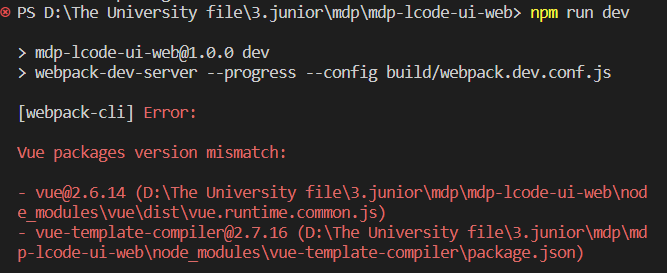 PS D:\The University file\3.junior\mdp\mdp-lcode-ui-web> npm run dev
> mdp-lcode-ui-web@1.0.0 dev
> webpack-dev-server --progress --config build/webpack.dev.conf.js
[webpack-cli] Error:
Vue packages version mismatch:
- vue@2.6.14 (D:\The University file\3.junior\mdp\mdp-lcode-ui-web\nod
e_modules\vue\dist\vue.runtime.common.js)
- vue-template-compiler@2.7.16 (D:\The University file\3.junior\mdp\md
p-lcode-ui-web\node_modules\vue-template-compiler\package.json)